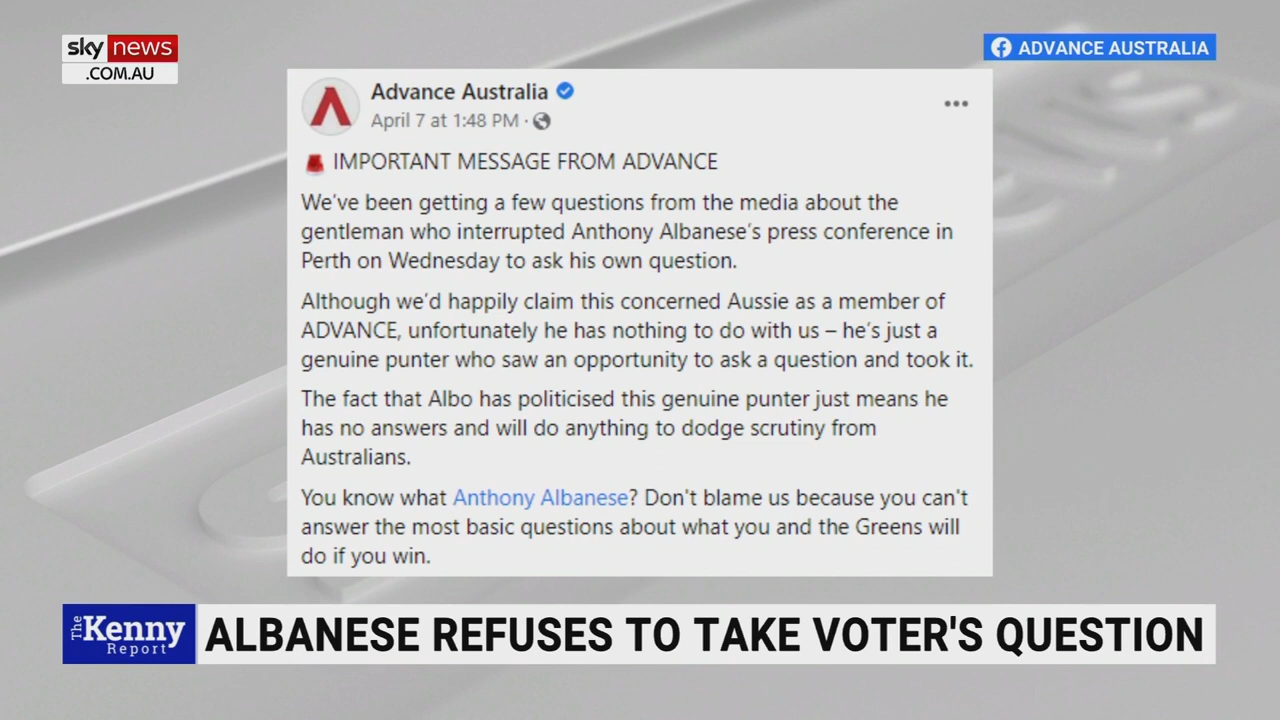 sky news
.COM.AU
ADVANCE AUSTRALIA
Advance Australia
April 7 at 1:48 PM ·
IMPORTANT MESSAGE FROM ADVANCE
We've been getting a few questions from the media about the
gentleman who interrupted Anthony Albanese's press conference in
Perth on Wednesday to ask his own question.
Although we'd happily claim this concerned Aussie as a member of
ADVANCE, unfortunately he has nothing to do with us – he's just a
genuine punter who saw an opportunity to ask a question and took it.
The fact that Albo has politicised this genuine punter just means he
has no answers and will do anything to dodge scrutiny from
Australians.
You know what Anthony Albanese? Don't blame us because you can't
answer the most basic questions about what you and the Greens will
do if you win.
The Kenny Report
ALBANESE REFUSES TO TAKE VOTER'S QUESTION